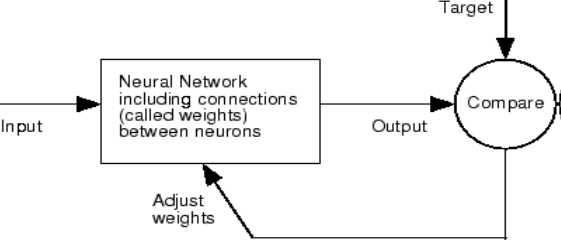 Target
Neural Network
including connections
(called weights)
between neurons
Compare
Input
Output
Adjust
weights